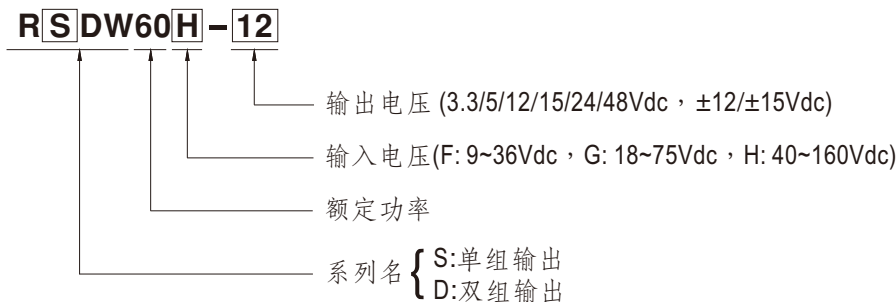 RSDW60H-12
输出电压 (3.3/5/12/15/24/48Vdc，±12/±15Vdc)
输入电压(F: 9~36Vdc，G: 18~75Vdc，H: 40~160Vdc)
额定功率
系列名{ S:单组输出
D:双组输出